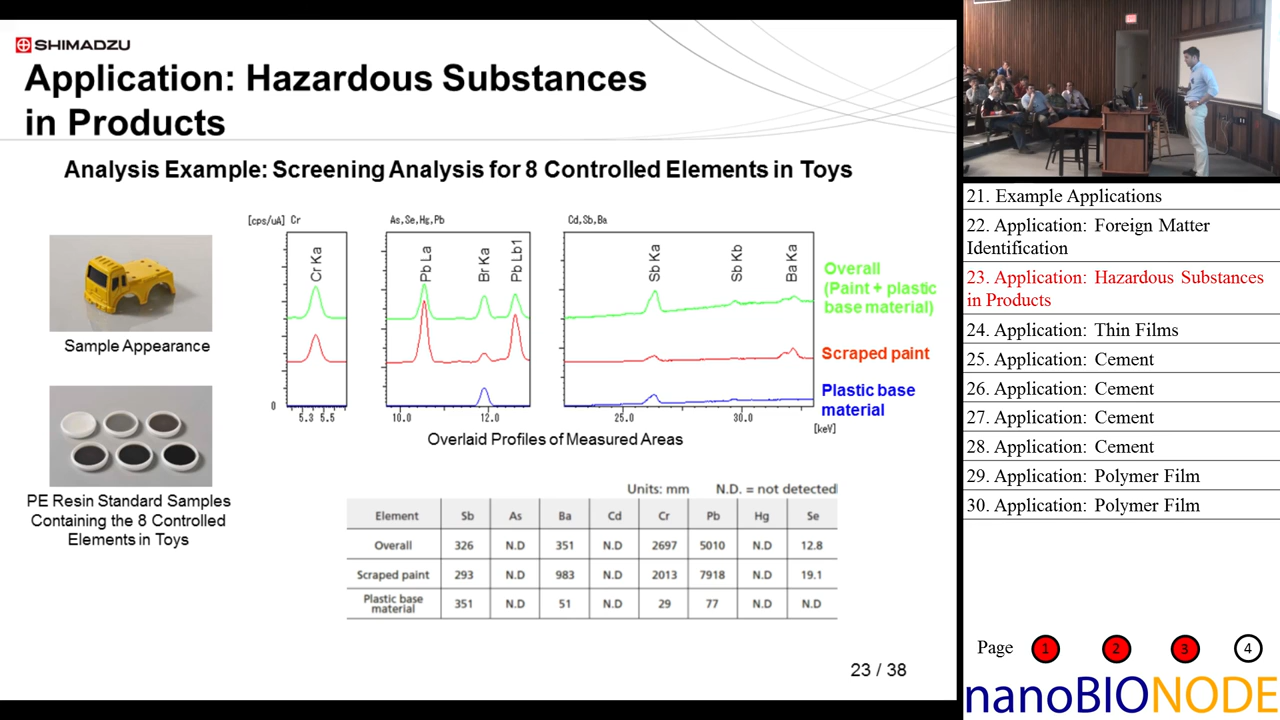 SHIMADZU
Application: Hazardous Substances
in Products
Analysis Example: Screening Analysis for 8 Controlled Elements in Toys
[cps/uA] Cr
As,Se,Hg,Pb
Cd,Sb,Ba
Cr Ka
Pb La
Br Ka
Pb Lb1
Sb Ka
Sb Kb
Ba Ka
Overall
(Paint + plastic
base material)
Scraped paint
Plastic base
material
0
5.3 5.5
10.0
12.0
25.0
30.0
[keV]
Overlaid Profiles of Measured Areas
Sample Appearance
PE Resin Standard Samples
Containing the 8 Controlled
Elements in Toys
Units: mm N.D. = not detected
Element Sb As Ba Cd Cr Pb Hg Se
Overall 326 N.D 351 N.D 2697 5010 N.D 12.8
Scraped paint 293 N.D 983 N.D 2013 7918 N.D 19.1
Plastic base
material 351 N.D 51 N.D 29 77 N.D N.D
23 / 38
21. Example Applications
22. Application: Foreign Matter
Identification
23. Application: Hazardous Substances
in Products
24. Application: Thin Films
25. Application: Cement
26. Application: Cement
27. Application: Cement
28. Application: Cement
29. Application: Polymer Film
30. Application: Polymer Film
Page 1 2 3 4
nanoBIONODE